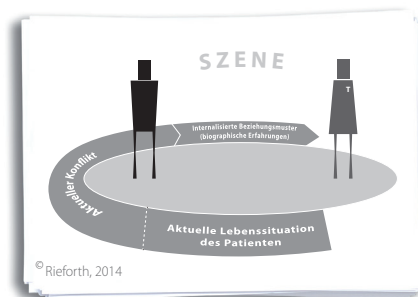 SZENE
T
Internalisierte Beziehungsmuster
(biographische Erfahrungen)
Aktueller Konflikt
Aktuelle Lebenssituation
des Patienten
© Rieforth, 2014